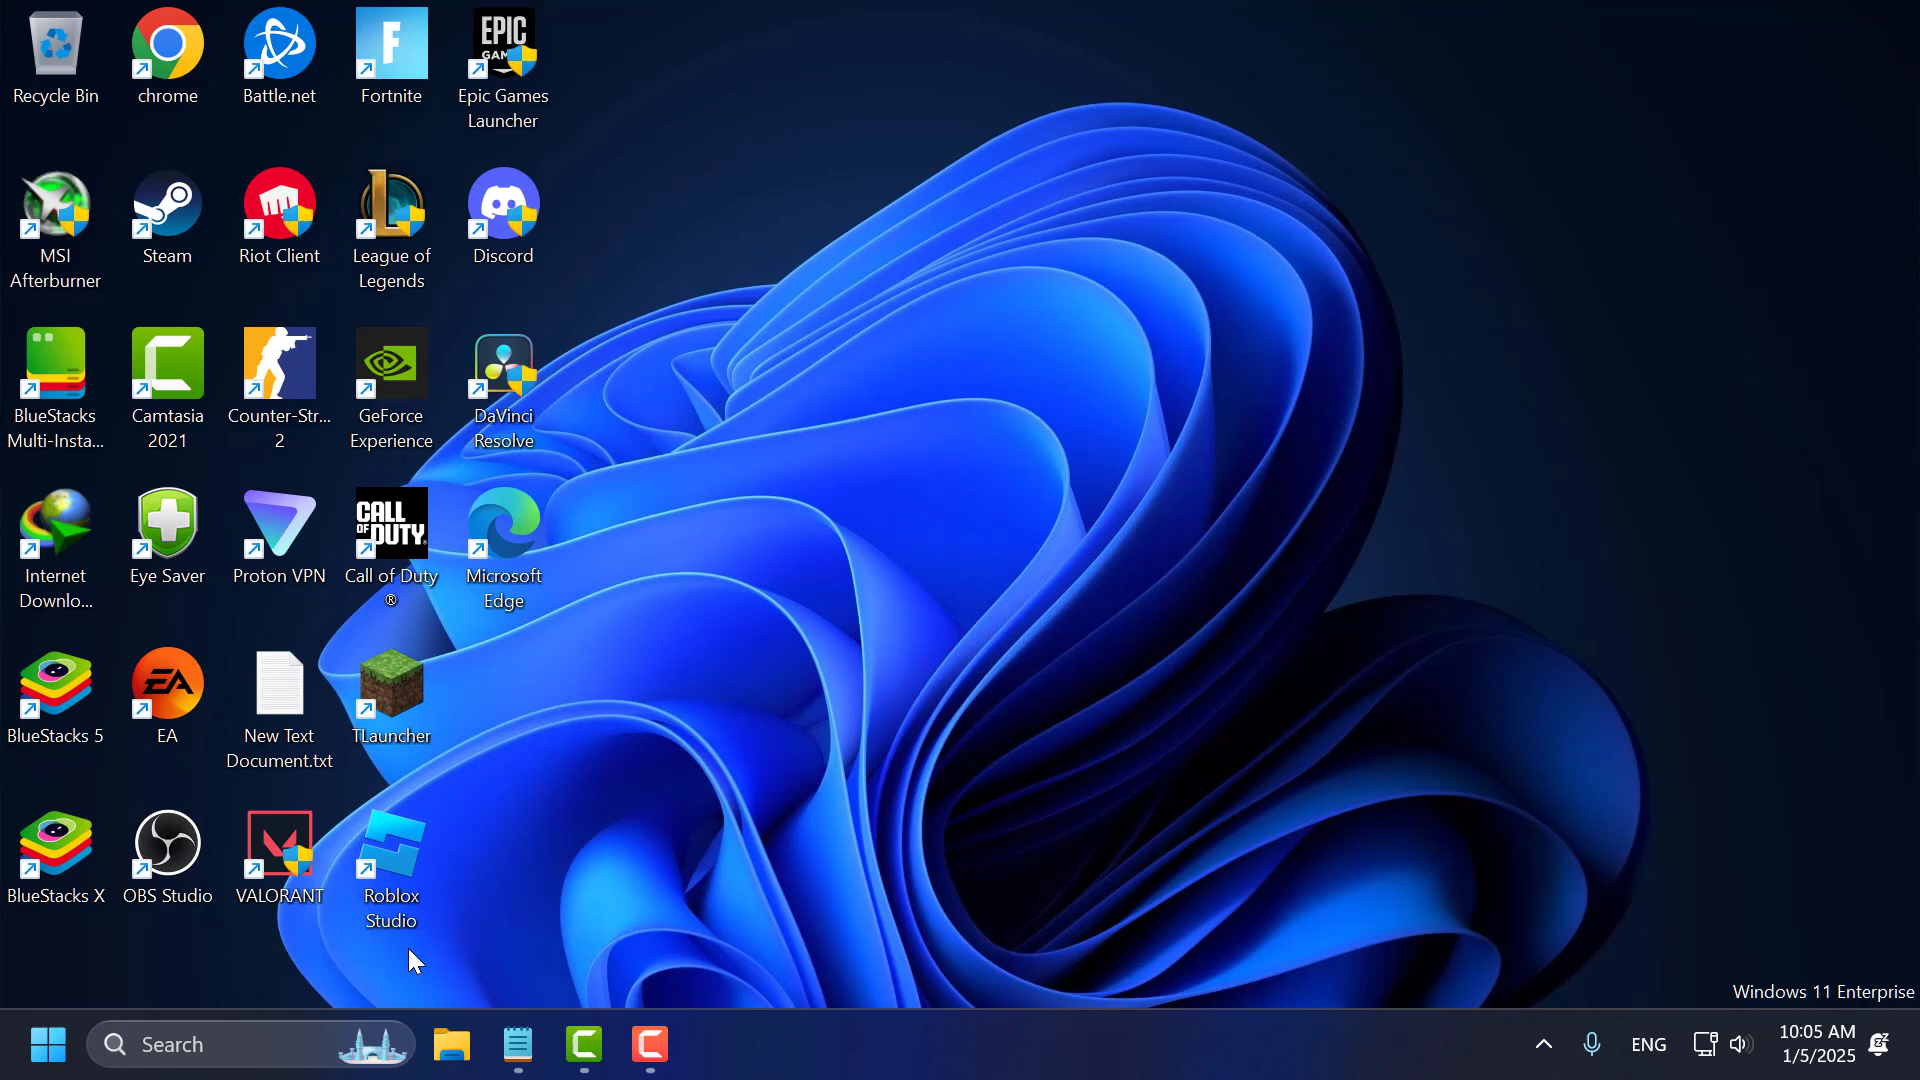 Recycle Bin
chrome
Battle.net
Fortnite
EPIC
GAMES
Epic Games
Launcher
MSI
Afterburner
Steam
Riot Client
League of
Legends
Discord
BlueStacks
Multi-Insta...
Camtasia
2021
Counter-Str...
2
GeForce
Experience
DaVinci
Resolve
Internet
Downlo...
Eye Saver
Proton VPN
CALL
OF DUTY
Call of Duty
®
Microsoft
Edge
BlueStacks 5
EA
EA
New Text
Document.txt
TLauncher
BlueStacks X
OBS Studio
VALORANT
Roblox
Studio
Windows 11 Enterprise
Search
ENG
10:05 AM
1/5/2025